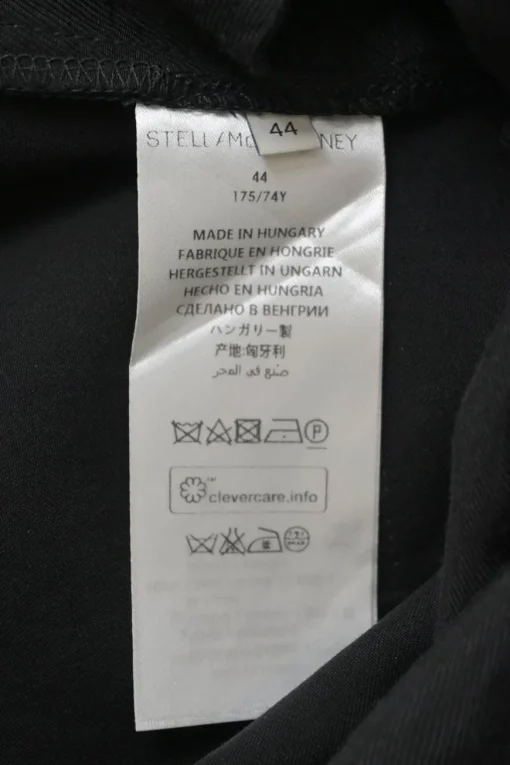 44
44
175/74Y
MADE IN HUNGARY
FABRIQUE EN HONGRIE
HERGESTELLT IN UNGARN
HECHO EN HUNGRIA
СДЕЛАНО В ВЕНГРИИ
ハンガリー製
产地:匈牙利
صنع في المجر
P
clevercare.info